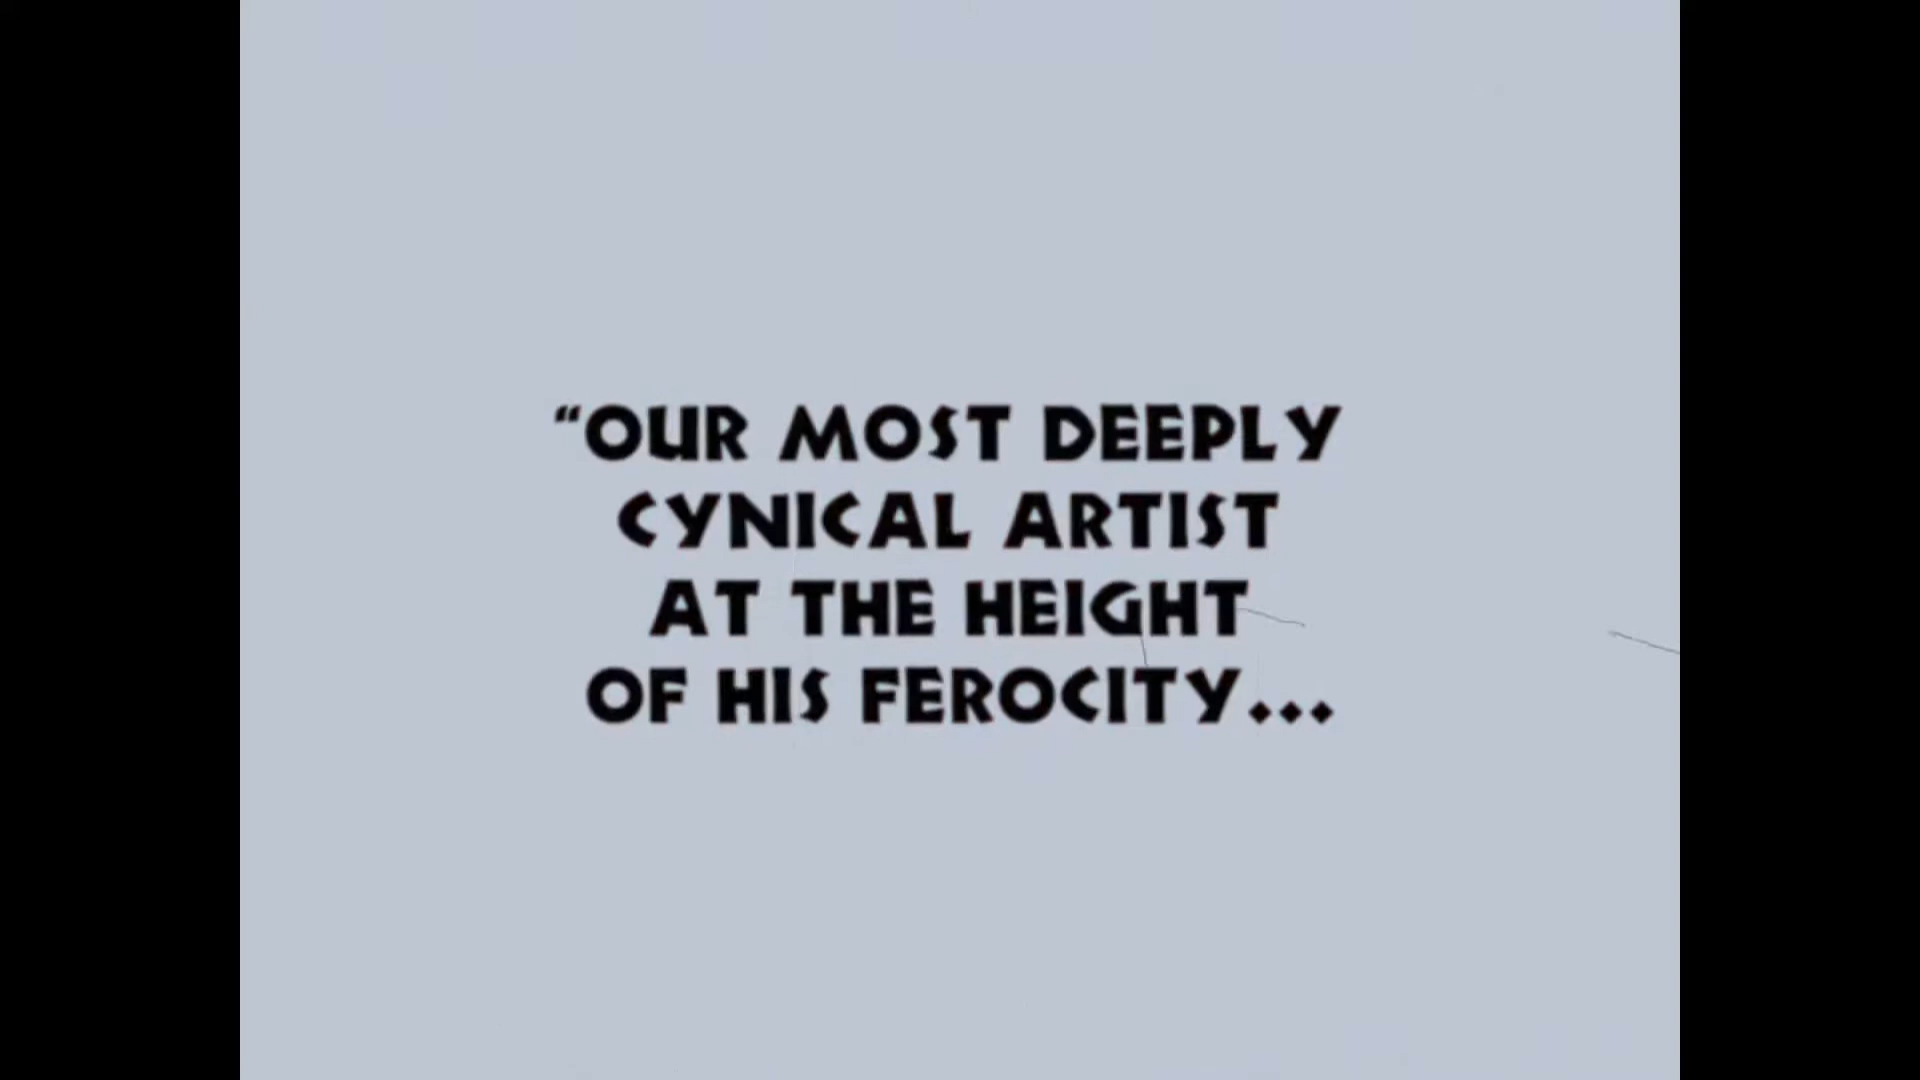 “OUR MOST DEEPLY
CYNICAL ARTIST
AT THE HEIGHT
OF HIS FEROCITY...